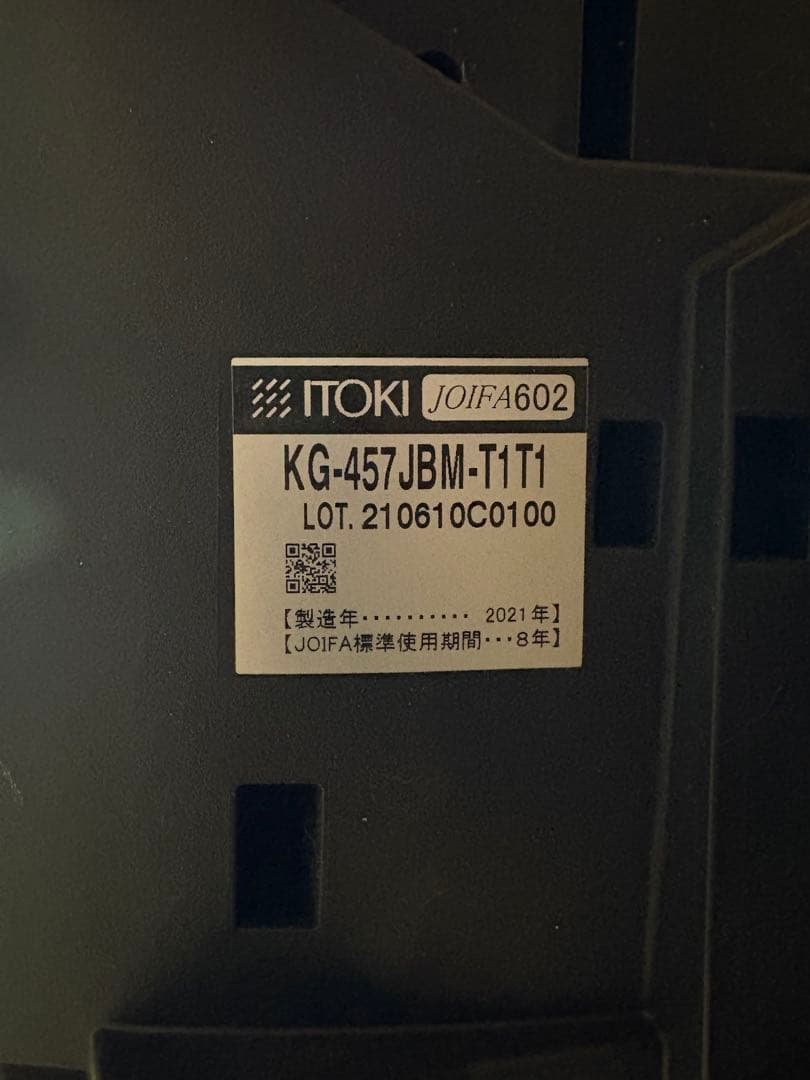 ITOKI JOIFA602
KG-457JBM-T1T1
LOT. 210610C0100
【製造年・・・・・・・・・・ 2021年】
【JOIFA標準使用期間・・・8年】